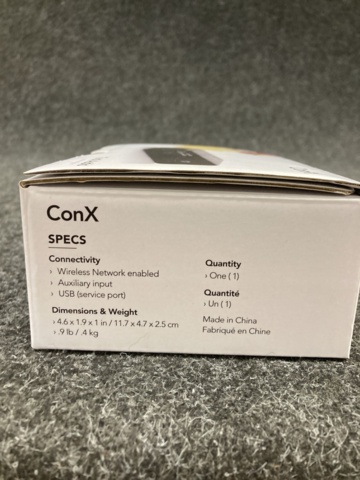 ConX
SPECS
Connectivity
› Wireless Network enabled
› Auxiliary input
› USB (service port)
Dimensions & Weight
› 4.6 x 1.9 x 1 in / 11.7 x 4.7 x 2.5 cm
› .9 lb / .4 kg
Quantity
› One ( 1)
Quantité
› Un ( 1)
Made in China
Fabriqué en Chine